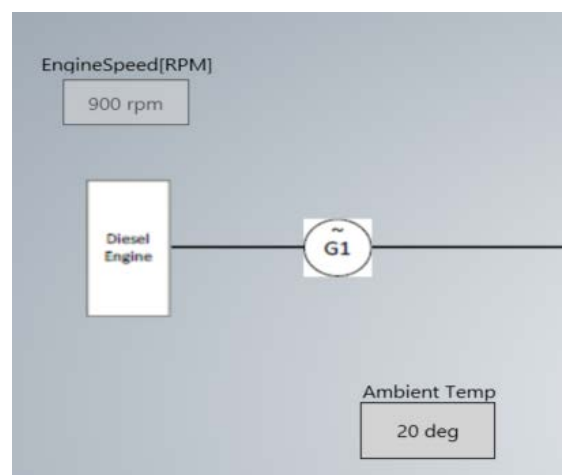 EngineSpeed[RPM]
900 rpm
Diesel
Engine
~
G1
Ambient Temp
20 deg